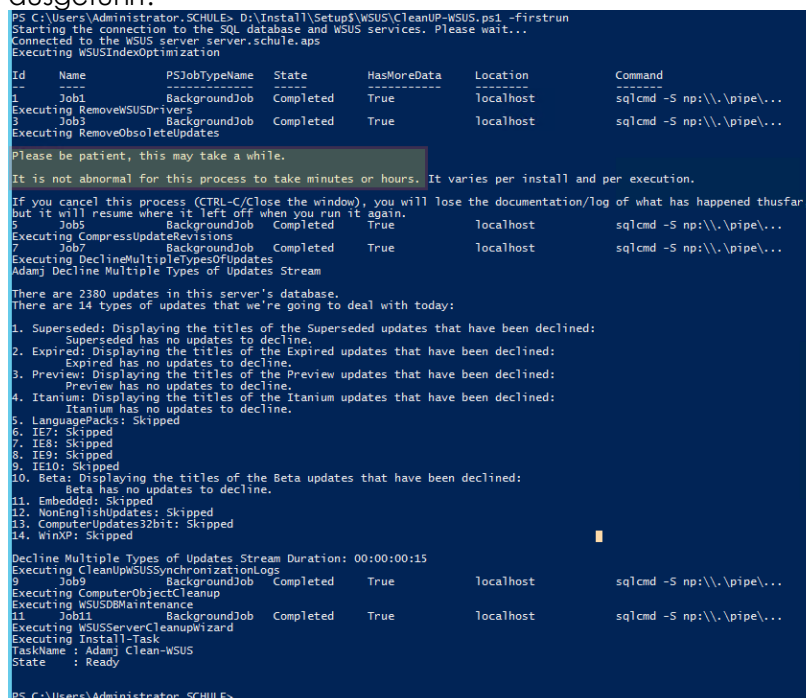 PS C:\Users\Administrator.SCHULE> D:\Install\Setup$\WSUS\CleanUP-WSUS.ps1 -firstrun
Starting the connection to the SQL database and WSUS services. Please wait...
Connected to the WSUS server server.schule.aps
Executing WSUSIndexOptimization
Id Name PSJobTypeName State HasMoreData Location Command
-- ---- ------------- ----- ----------- -------- -------
1 Job1 BackgroundJob Completed True localhost sqlcmd -S np:\\.\pipe\...
Executing RemoveWSUSDrivers
3 Job3 BackgroundJob Completed True localhost sqlcmd -S np:\\.\pipe\...
Executing RemoveObsoleteUpdates
Please be patient, this may take a while.
It is not abnormal for this process to take minutes or hours. It varies per install and per execution.
If you cancel this process (CTRL-C/Close the window), you will lose the documentation/log of what has happened thusfar
but it will resume where it left off when you run it again.
5 Job5 BackgroundJob Completed True localhost sqlcmd -S np:\\.\pipe\...
Executing CompressUpdateRevisions
7 Job7 BackgroundJob Completed True localhost sqlcmd -S np:\\.\pipe\...
Executing DeclineMultipleTypesOfUpdates
Adamj Decline Multiple Types of Updates Stream
There are 2380 updates in this server's database.
There are 14 types of updates that we're going to deal with today:
1. Superseded: Displaying the titles of the Superseded updates that have been declined:
Superseded has no updates to decline.
2. Expired: Displaying the titles of the Expired updates that have been declined:
Expired has no updates to decline.
3. Preview: Displaying the titles of the Preview updates that have been declined:
Preview has no updates to decline.
4. Itanium: Displaying the titles of the Itanium updates that have been declined:
Itanium has no updates to decline.
5. LanguagePacks: Skipped
6. IE7: Skipped
7. IE8: Skipped
8. IE9: Skipped
9. IE10: Skipped
10. Beta: Displaying the titles of the Beta updates that have been declined:
Beta has no updates to decline.
11. Embedded: Skipped
12. NonEnglishUpdates: Skipped
13. ComputerUpdates32bit: Skipped
14. WinXP: Skipped
Decline Multiple Types of Updates Stream Duration: 00:00:00:15
Executing CleanUpWSUSSynchronizationLogs
9 Job9 BackgroundJob Completed True localhost sqlcmd -S np:\\.\pipe\...
Executing ComputerObjectCleanup
Executing WSUSDBMaintenance
11 Job11 BackgroundJob Completed True localhost sqlcmd -S np:\\.\pipe\...
Executing WSUSServerCleanupWizard
Executing Install-Task
TaskName : Adamj Clean-WSUS
State : Ready
PS C:\Users\Administrator.SCHULE>